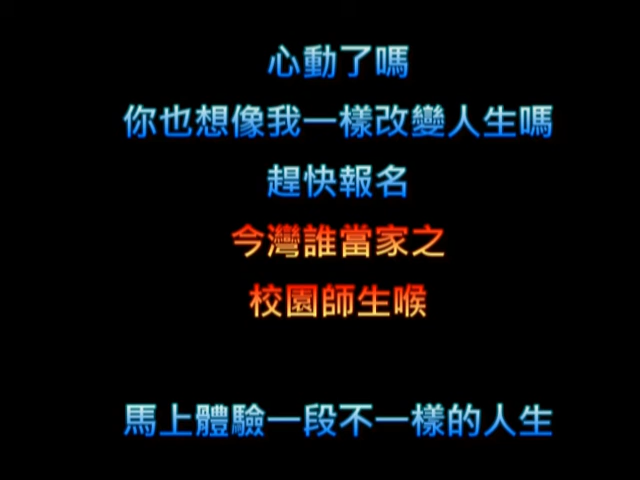 心動了嗎
你也想像我一樣改變人生嗎
趕快報名
今灣誰當家之
校園師生喉
馬上體驗一段不一樣的人生